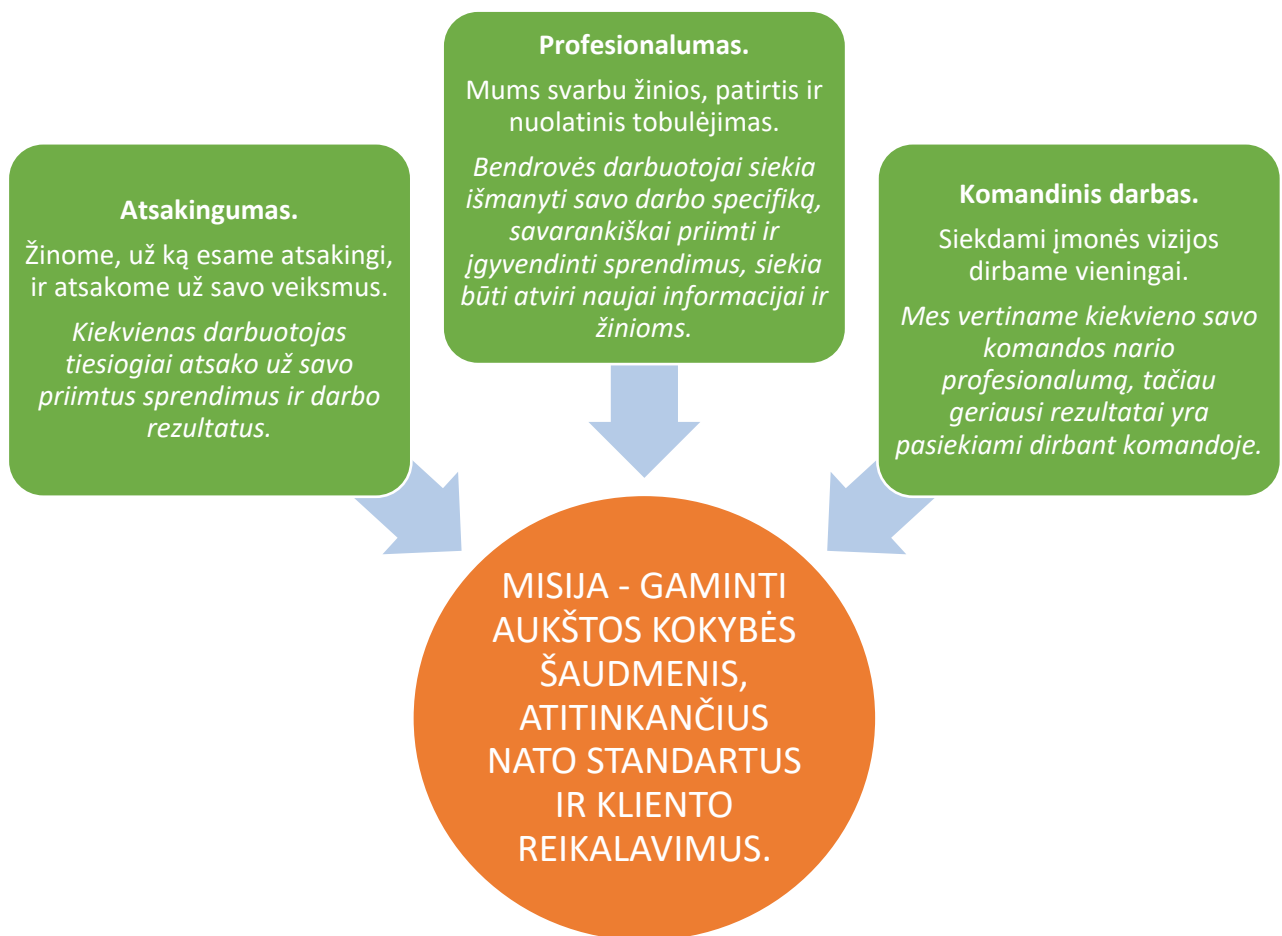 Profesionalumas.
Mums svarbu žinios, patirtis ir
nuolatinis tobulėjimas.
Bendrovės darbuotojai siekia
išmanyti savo darbo specifiką,
savarankiškai priimti ir
įgyvendinti sprendimus, siekia
būti atviri naujai informacijai ir
žinioms.
Atsakingumas.
Žinome, už ką esame atsakingi,
ir atsakome už savo veiksmus.
Kiekvienas darbuotojas
tiesiogiai atsako už savo
priimtus sprendimus ir darbo
rezultatus.
Komandinis darbas.
Siekdami įmonės vizijos
dirbame vieningai.
Mes vertiname kiekvieno savo
komandos nario
profesionalumą, tačiau
geriausi rezultatai yra
pasiekiami dirbant komandoje.
MISIJA - GAMINTI
AUKŠTOS KOKYBĖS
ŠAUDMENIS,
ATITINKANČIUS
NATO STANDARTUS
IR KLIENTO
REIKALAVIMUS.